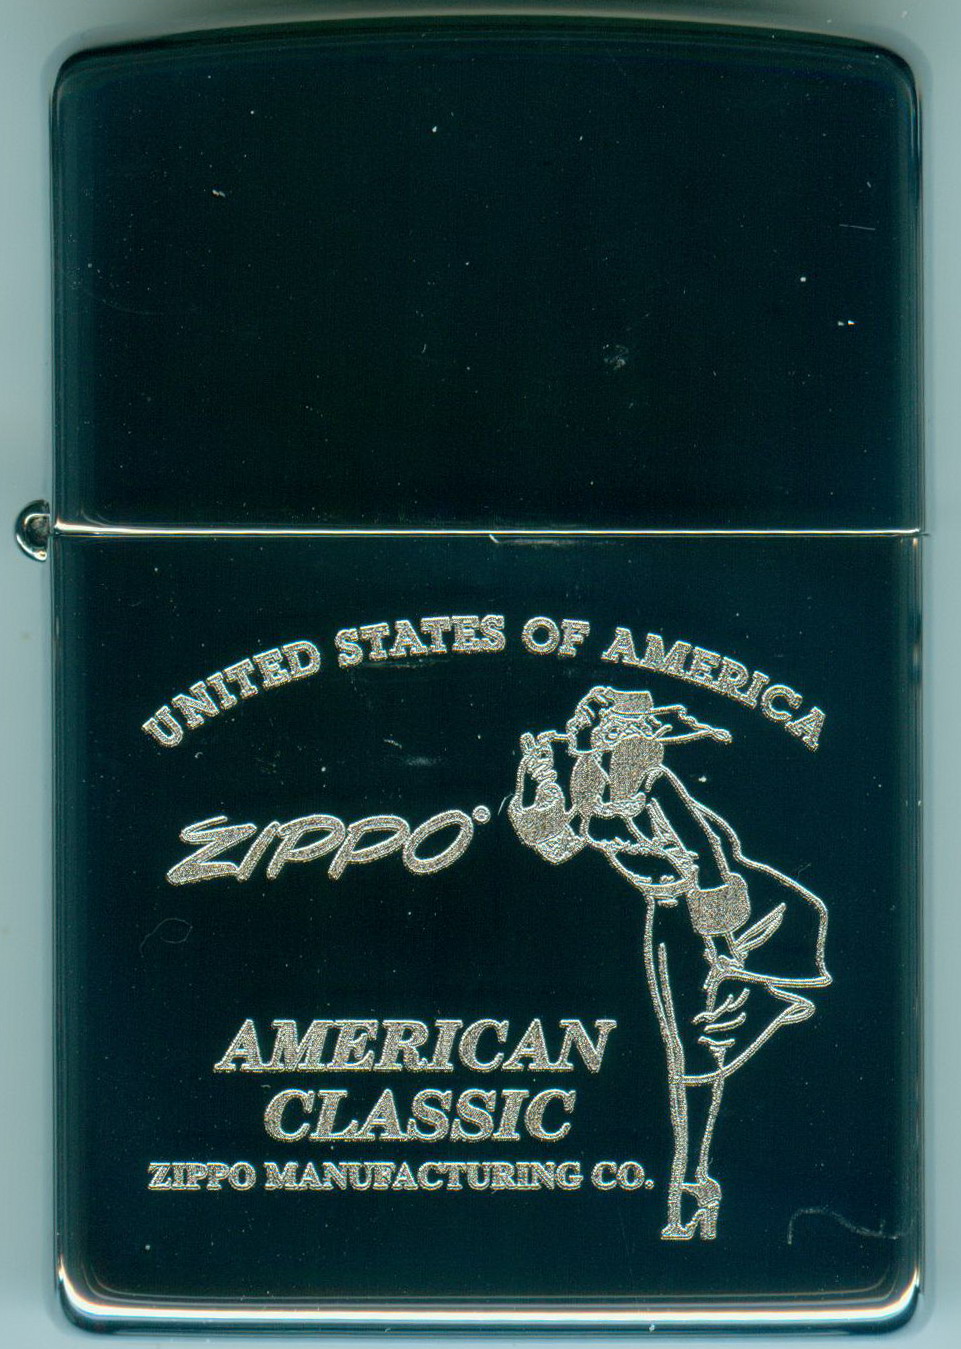 UNITED STATES OF AMERICA
ZIPPO®
AMERICAN
CLASSIC
ZIPPO MANUFACTURING CO.